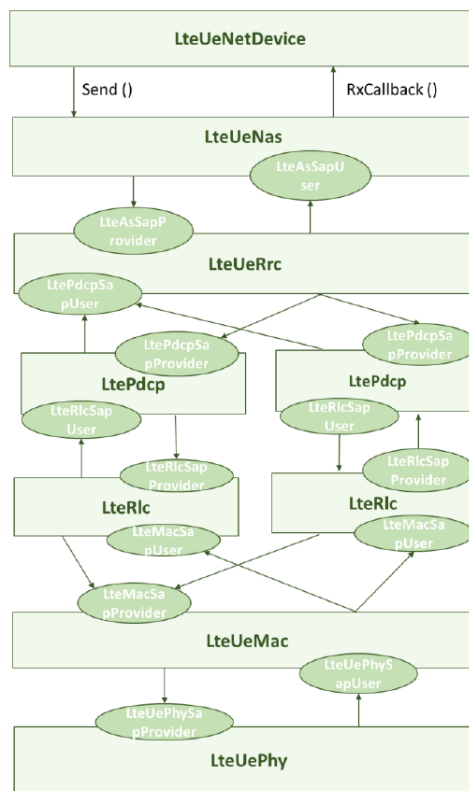 LteUeNetDevice
Send ()
RxCallback ()
LteUeNas
LteAsSapU
ser
LteAsSapP
rovider
LteUeRrc
LtePdcpSa
pUser
LtePdcpSa
pProvider
LtePdcpSa
pProvider
LtePdcp
LtePdcp
LteRlcSap
User
LteRlcSap
User
LteRlcSap
Provider
LteRlcSap
Provider
LteRlc
LteRlc
LteMacSa
pUser
LteMacSa
pUser
LteMacSa
pProvider
LteUeMac
LteUePhyS
apUser
LteUePhySa
pProvider
LteUePhy